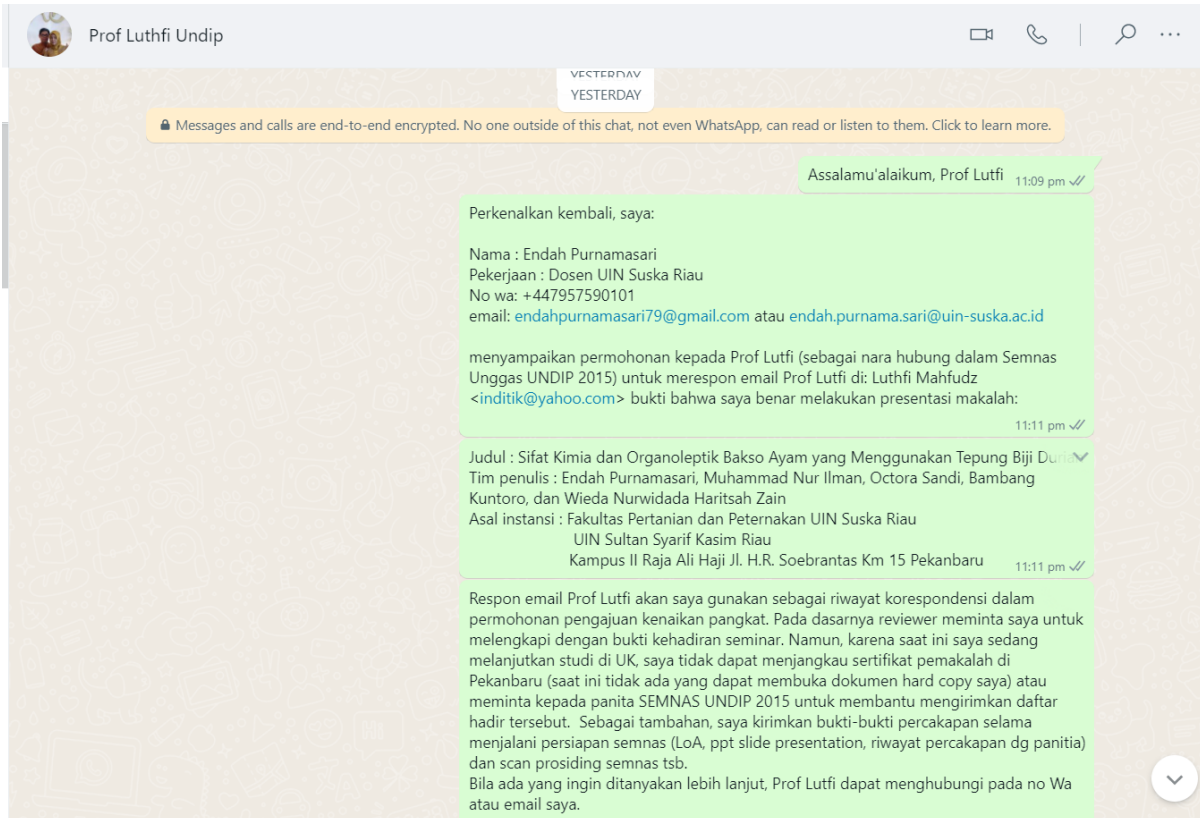 Prof Luthfi Undip
YESTERDAY
YESTERDAY
Messages and calls are end-to-end encrypted. No one outside of this chat, not even WhatsApp, can read or listen to them. Click to learn more.
Assalamu'alaikum, Prof Lutfi 11:09 pm
Perkenalkan kembali, saya:
Nama : Endah Purnamasari
Pekerjaan : Dosen UIN Suska Riau
No wa: +447957590101
email: endahpurnamasari79@gmail.com atau endah.purnama.sari@uin-suska.ac.id
menyampaikan permohonan kepada Prof Lutfi (sebagai nara hubung dalam Semnas
Unggas UNDIP 2015) untuk merespon email Prof Lutfi di: Luthfi Mahfudz
<inditik@yahoo.com> bukti bahwa saya benar melakukan presentasi makalah:
11:11 pm
Judul : Sifat Kimia dan Organoleptik Bakso Ayam yang Menggunakan Tepung Biji Durian
Tim penulis : Endah Purnamasari, Muhammad Nur Ilman, Octora Sandi, Bambang
Kuntoro, dan Wieda Nurwidada Haritsah Zain
Asal instansi : Fakultas Pertanian dan Peternakan UIN Suska Riau
UIN Sultan Syarif Kasim Riau
Kampus II Raja Ali Haji Jl. H.R. Soebrantas Km 15 Pekanbaru 11:11 pm
Respon email Prof Lutfi akan saya gunakan sebagai riwayat korespondensi dalam
permohonan pengajuan kenaikan pangkat. Pada dasarnya reviewer meminta saya untuk
melengkapi dengan bukti kehadiran seminar. Namun, karena saat ini saya sedang
melanjutkan studi di UK, saya tidak dapat menjangkau sertifikat pemakalah di
Pekanbaru (saat ini tidak ada yang dapat membuka dokumen hard copy saya) atau
meminta kepada panita SEMNAS UNDIP 2015 untuk membantu mengirimkan daftar
hadir tersebut. Sebagai tambahan, saya kirimkan bukti-bukti percakapan selama
menjalani persiapan semnas (LoA, ppt slide presentation, riwayat percakapan dg panitia)
dan scan prosiding semnas tsb.
Bila ada yang ingin ditanyakan lebih lanjut, Prof Lutfi dapat menghubungi pada no Wa
atau email saya.